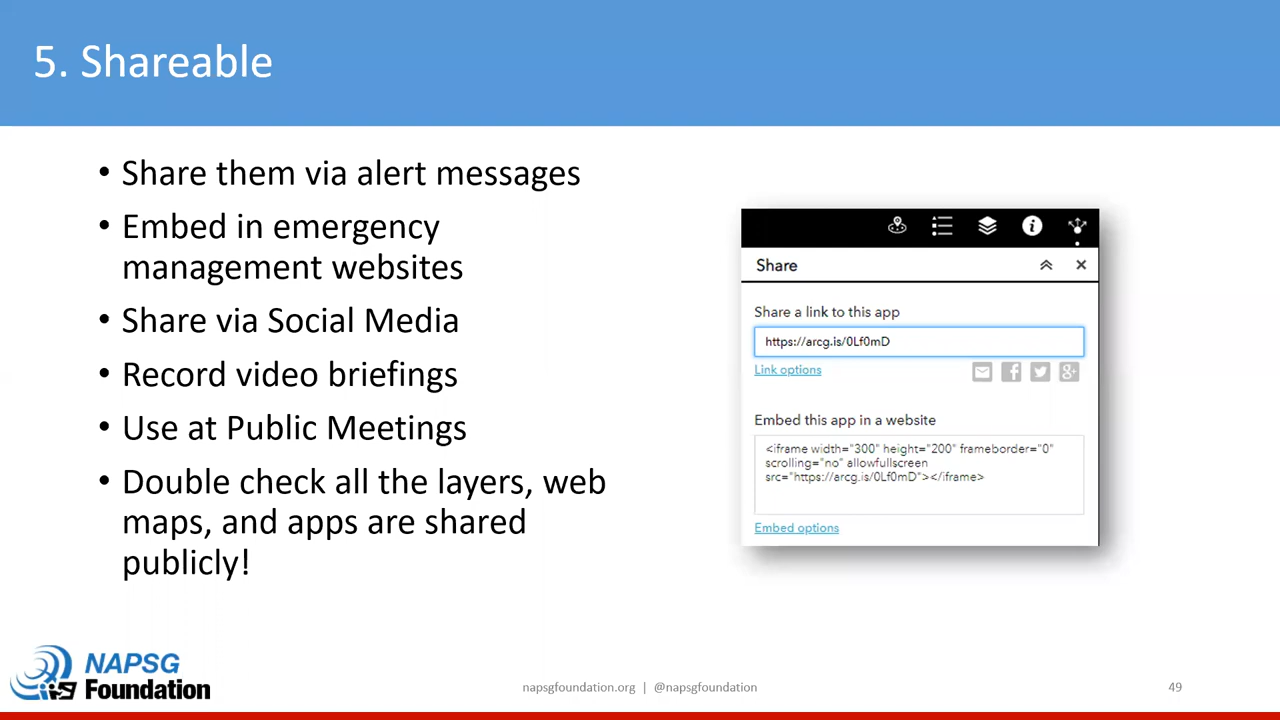 5. Shareable
• Share them via alert messages
• Embed in emergency
management websites
• Share via Social Media
• Record video briefings
• Use at Public Meetings
• Double check all the layers, web
maps, and apps are shared
publicly!
Share
Share a link to this app
https://arcg.is/0Lf0mD
Link options
Embed this app in a website
<iframe width="300" height="200" frameborder="0"
scrolling="no" allowfullscreen
src="https://arcg.is/0Lf0mD"></iframe>
Embed options
NAPSG
Foundation
napsgfoundation.org | @napsgfoundation
49